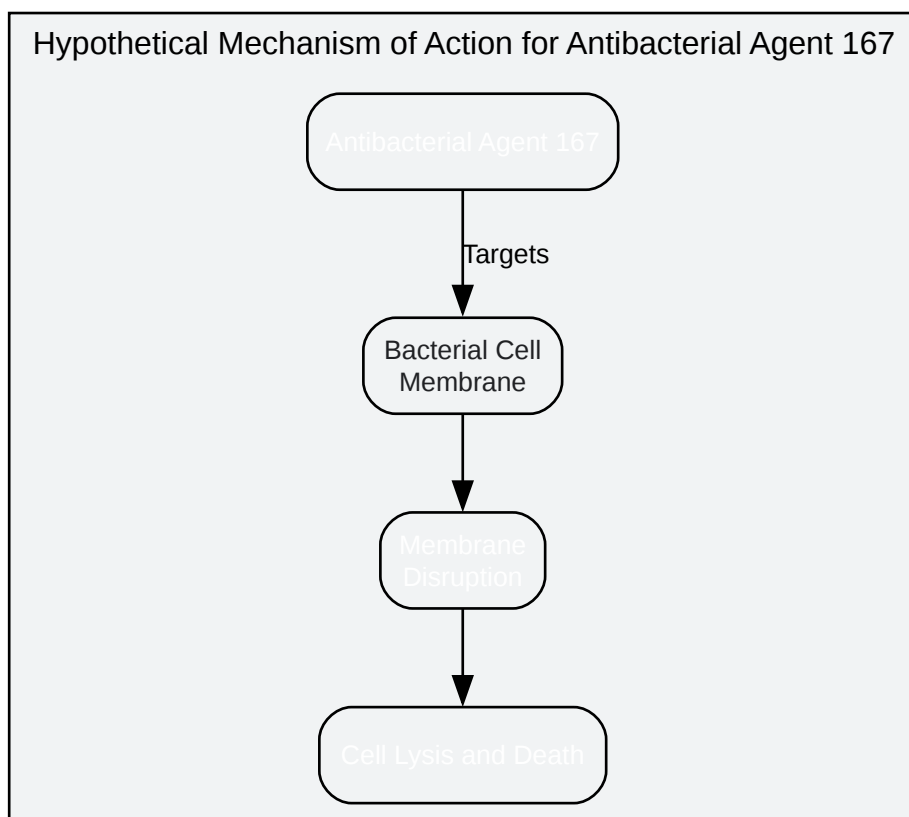 Hypothetical Mechanism of Action for Antibacterial Agent 167
Antibacterial Agent 167
Targets
Bacterial Cell
Membrane
Membrane
Disruption
Cell Lysis and Death